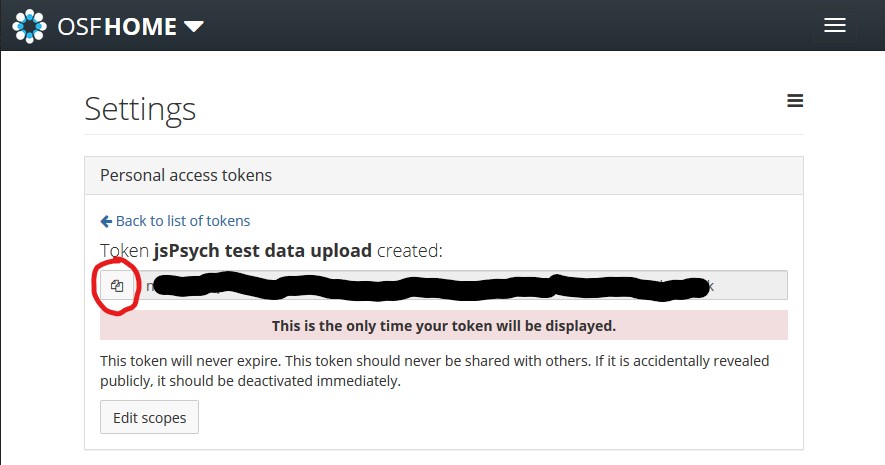 OSFHOME
Settings
Personal access tokens
Back to list of tokens
Token jsPsych test data upload created:
This is the only time your token will be displayed.
This token will never expire. This token should never be shared with others. If it is accidentally revealed
publicly, it should be deactivated immediately.
Edit scopes